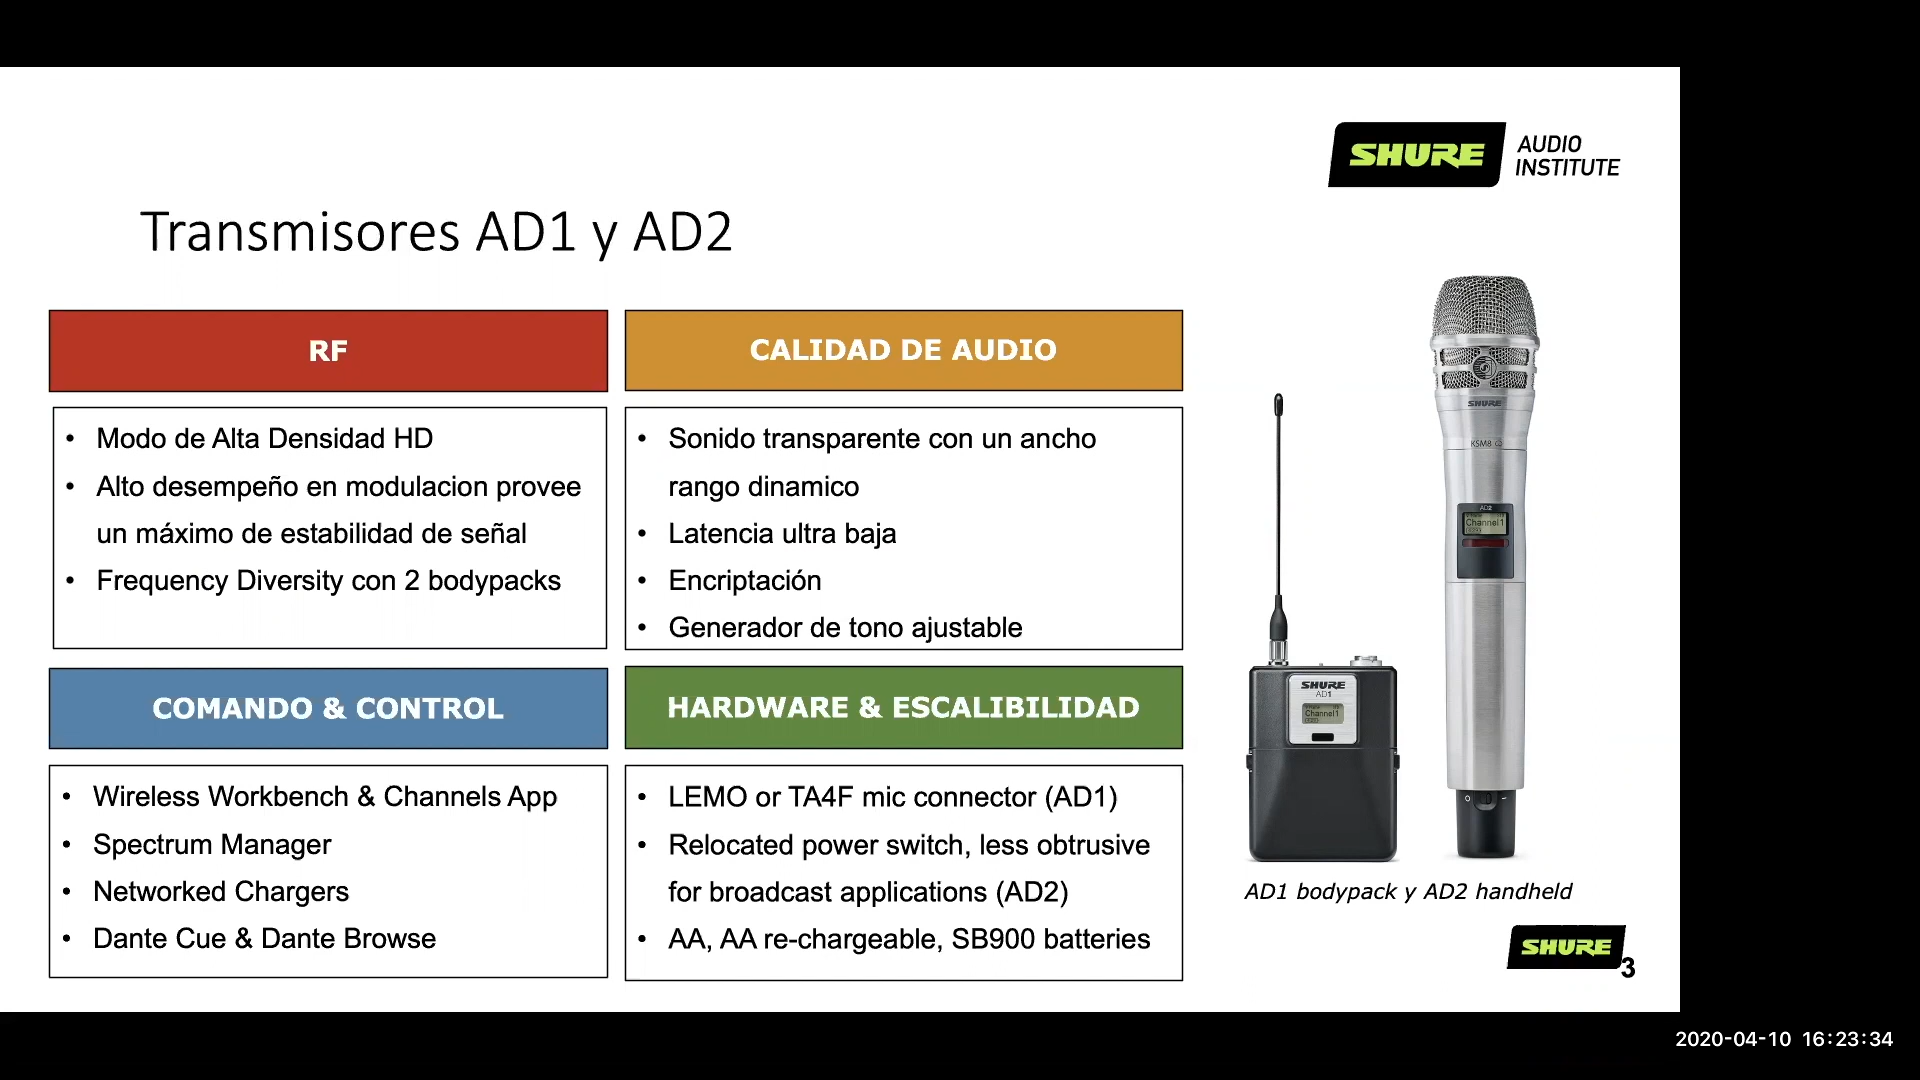 SHURE AUDIO
INSTITUTE
Transmisores AD1 y AD2
RF
• Modo de Alta Densidad HD
• Alto desempeño en modulacion provee
un máximo de estabilidad de señal
• Frequency Diversity con 2 bodypacks
CALIDAD DE AUDIO
• Sonido transparente con un ancho
rango dinamico
• Latencia ultra baja
• Encriptación
• Generador de tono ajustable
COMANDO & CONTROL
• Wireless Workbench & Channels App
• Spectrum Manager
• Networked Chargers
• Dante Cue & Dante Browse
HARDWARE & ESCALIBILIDAD
• LEMO or TA4F mic connector (AD1)
• Relocated power switch, less obtrusive
for broadcast applications (AD2)
• AA, AA re-chargeable, SB900 batteries
SHURE
AD1
Channel1
SHURE
KSM8
AD2
Channel1
AD1 bodypack y AD2 handheld
SHURE
3
2020-04-10 16:23:34